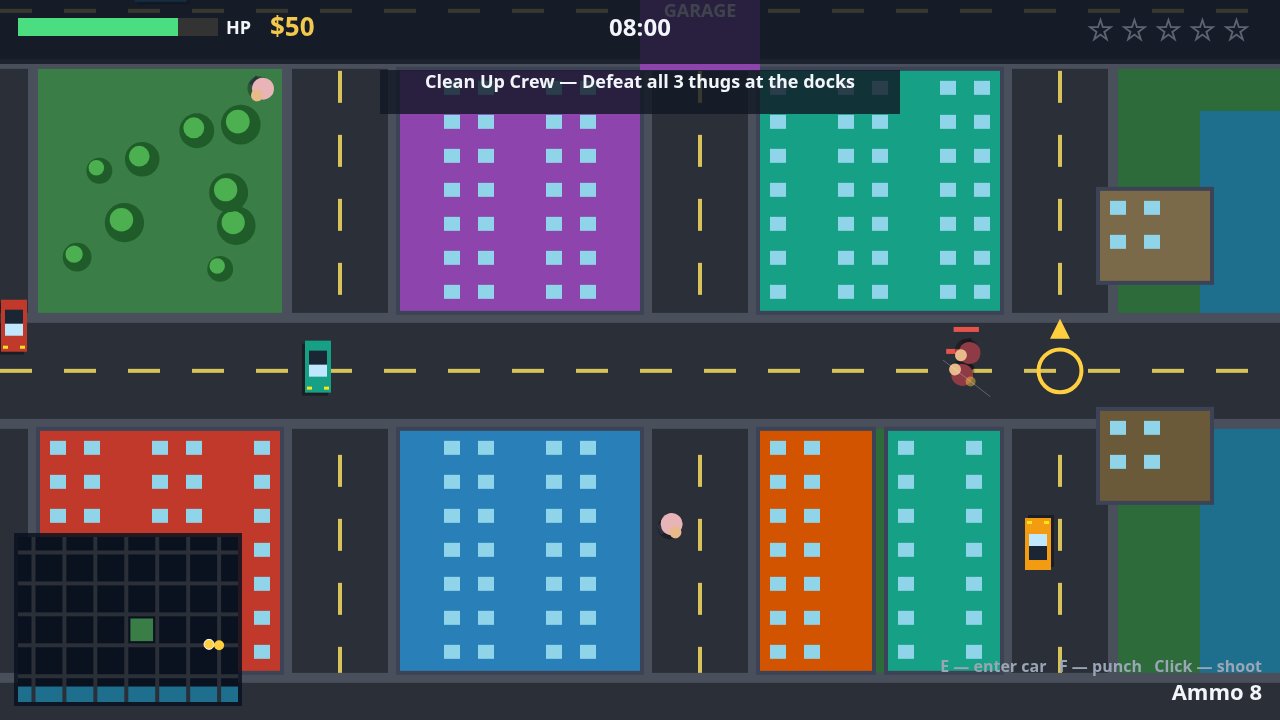 GARAGE
HP $50 08:00
Clean Up Crew — Defeat all 3 thugs at the docks
E — enter car F — punch Click — shoot
Ammo 8